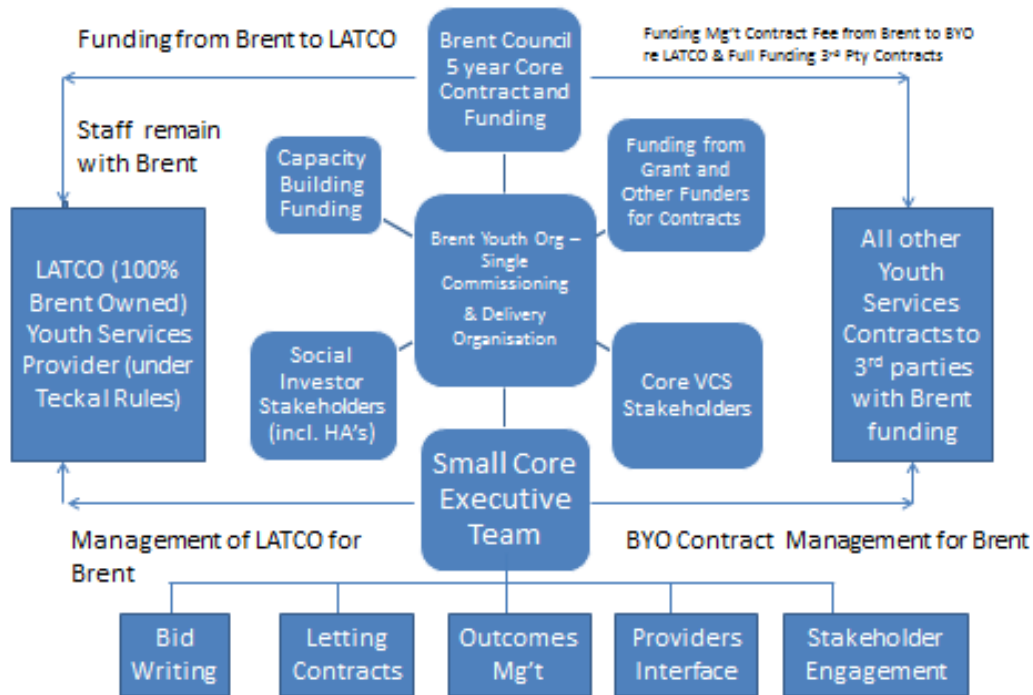 Funding from Brent to LATCO
Brent Council
5 year Core
Contract and
Funding
Funding Mg't Contract Fee from Brent to BYO
re LATCO & Full Funding 3rd Pty Contracts
Staff remain
with Brent
Capacity
Building
Funding
Funding from
Grant and
Other Funders
for Contracts
LATCO (100%
Brent Owned)
Youth Services
Provider (under
Teckal Rules)
Brent Youth Org –
Single
Commissioning
& Delivery
Organisation
All other
Youth
Services
Contracts to
3rd parties
with Brent
funding
Social
Investor
Stakeholders
(incl. HA's)
Core VCS
Stakeholders
Small Core
Executive
Team
Management of LATCO for
Brent
BYO Contract Management for Brent
Bid
Writing
Letting
Contracts
Outcomes
Mg't
Providers
Interface
Stakeholder
Engagement